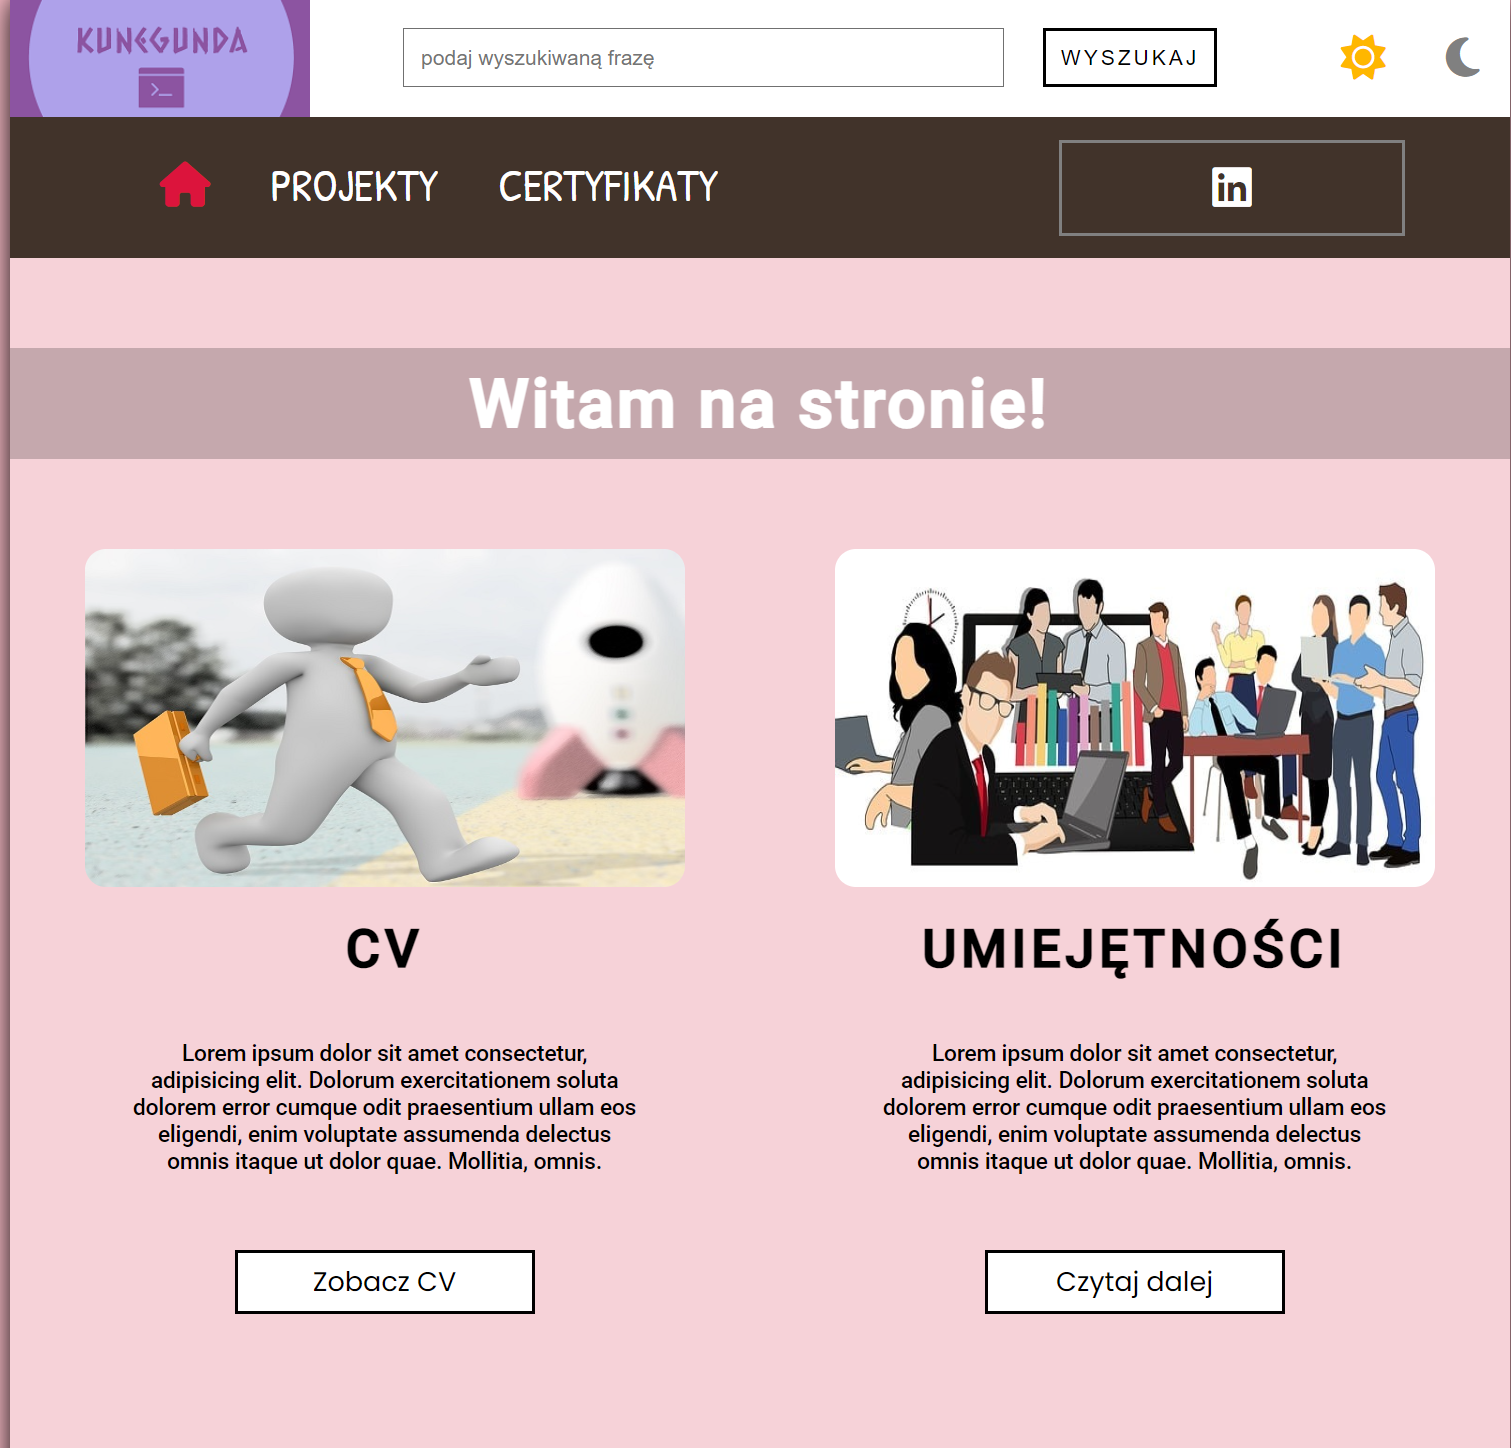 KUNEGUNDA
podaj wyszukiwaną frazę
WYSZUKAJ
PROJEKTY
CERTYFIKATY
in
Witam na stronie!
CV
Lorem ipsum dolor sit amet consectetur,
adipisicing elit. Dolorum exercitationem soluta
dolorem error cumque odit praesentium ullam eos
eligendi, enim voluptate assumenda delectus
omnis itaque ut dolor quae. Mollitia, omnis.
Zobacz CV
UMIEJĘTNOŚCI
Lorem ipsum dolor sit amet consectetur,
adipisicing elit. Dolorum exercitationem soluta
dolorem error cumque odit praesentium ullam eos
eligendi, enim voluptate assumenda delectus
omnis itaque ut dolor quae. Mollitia, omnis.
Czytaj dalej